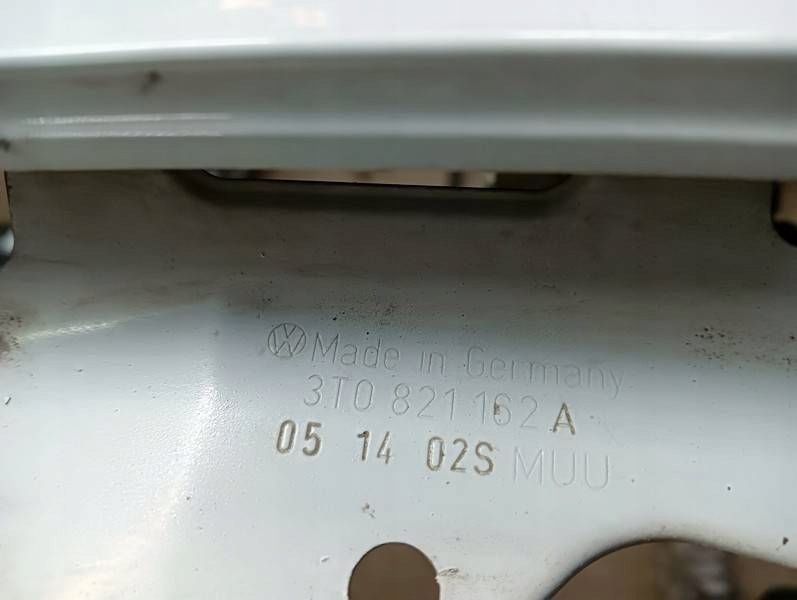 Made in Germany
3T0 821 162 A
05 14 02S MUU